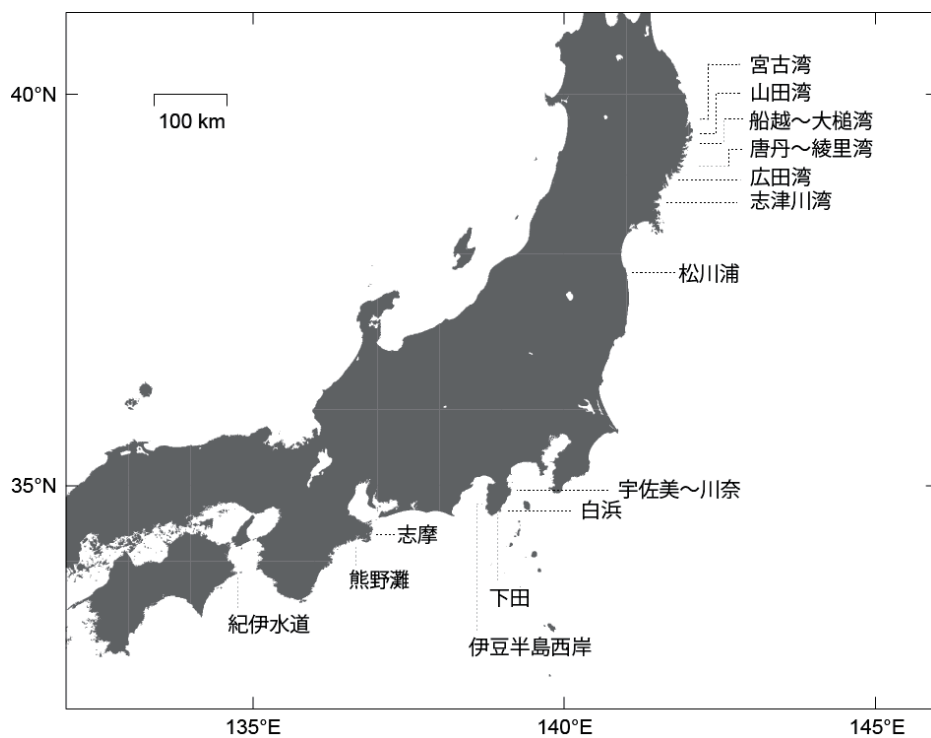 40°N
100 km
宮古湾
山田湾
船越～大槌湾
唐丹～綾里湾
広田湾
志津川湾
松川浦
35°N
宇佐美～川奈
白浜
志摩
熊野灘
下田
紀伊水道
伊豆半島西岸
135°E
140°E
145°E